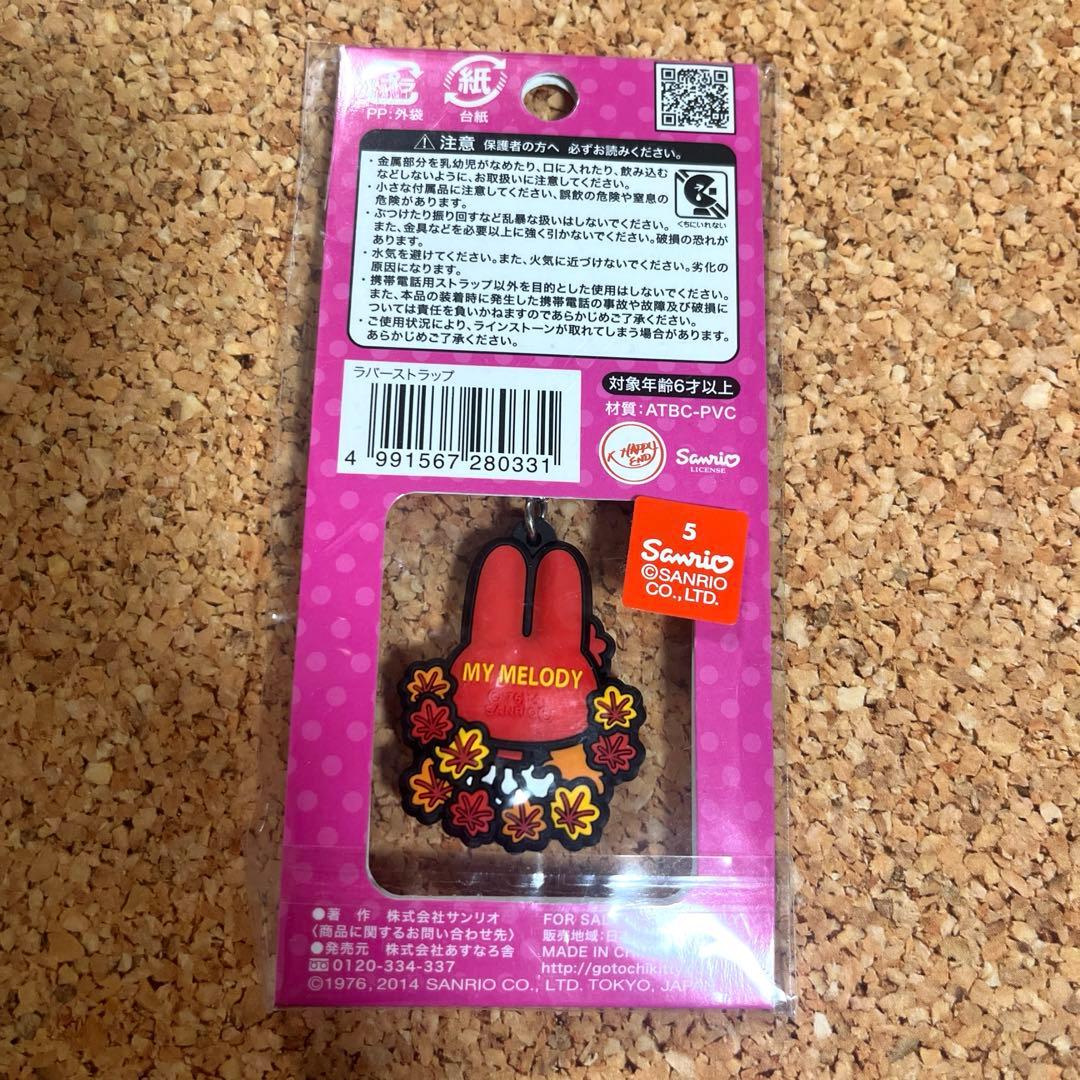 PP:外袋
紙
台紙
注意 保護者の方へ 必ずお読みください。
・金属部分を乳幼児がなめたり、口に入れたり、飲み込む
などしないように、お取扱いに注意してください。
・小さな付属品に注意してください、誤飲の危険や窒息の
危険があります。
くちにいれない
・ぶつけたり振り回すなど乱暴な扱いはしないでください。
また、金具などを必要以上に強く引かないでください。破損の恐れが
あります。
・水気を避けてください。また、火気に近づけないでください。劣化の
原因になります。
・携帯電話用ストラップ以外を目的とした使用はしないでください。
また、本品の装着時に発生した携帯電話の事故や故障及び破損に
ついては責任を負いかねますのであらかじめご了承ください。
・ご使用状況により、ラインストーンが取れてしまう場合があります。
あらかじめご了承ください。
ラバーストラップ
4 991567 280331
対象年齢6才以上
材質:ATBC-PVC
K HAPPY END
Sanrio
LICENSE
5
Sanrio
©SANRIO
CO.,LTD.
MY MELODY
©'76,
SANRIO
●著 作 株式会社サンリオ
〈商品に関するお問い合わせ先〉
●発売元 株式会社あすなろ舎
0120-334-337
FOR SAL
販売地域:日
MADE IN CH
http://gotochikitty
©1976, 2014 SANRIO CO., LTD. TOKYO, JAPAN